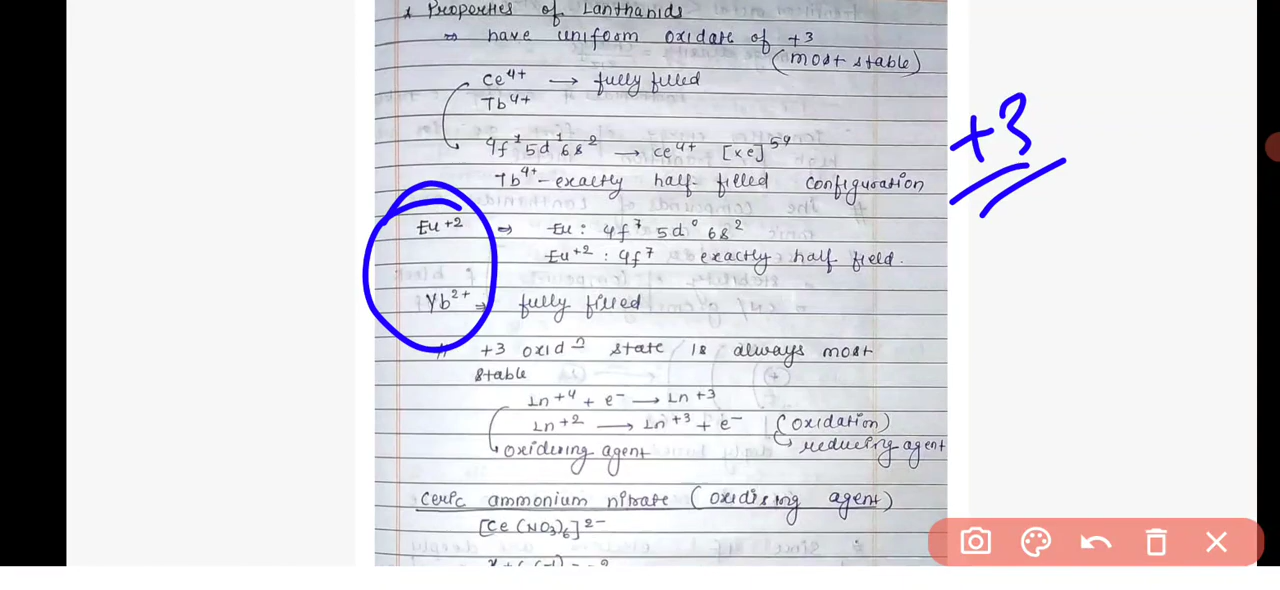 * Properties of Lanthanids
⇒ have uniform oxidate of +3
(most stable)
Ce4+ → fully filled
Tb4+
4f1 5d1 6s2 → Ce4+ [xe]54
Tb4+ - exactly half-filled configuration
+3
Eu+2 ⇒ Eu: 4f7 5d° 6s2
Eu+2 : 4f7 exactly half field.
Yb2+ ⇒ fully filled
+3 oxidn state is always most
stable
Ln+4 + e- → Ln+3
Ln+2 → Ln+3 + e- (oxidation)
oxidising agent
reducing agent
Ceric ammonium nitrate (oxidising agent)
[Ce(NO3)6]2-